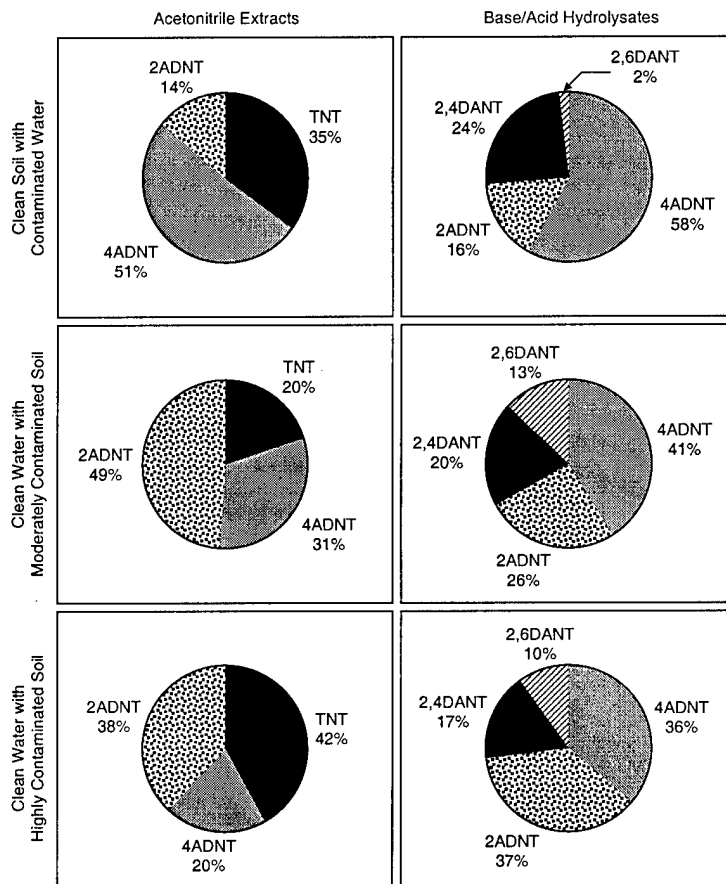 Acetonitrile Extracts
Base/Acid Hydrolysates
Clean Soil with
Contaminated Water
2ADNT
14%
TNT
35%
4ADNT
51%
2,6DANT
2%
2,4DANT
24%
2ADNT
16%
4ADNT
58%
Clean Water with
Moderately Contaminated Soil
TNT
20%
2ADNT
49%
4ADNT
31%
2,6DANT
13%
4ADNT
41%
2,4DANT
20%
2ADNT
26%
Clean Water with
Highly Contaminated Soil
2ADNT
38%
TNT
42%
4ADNT
20%
2,6DANT
10%
2,4DANT
17%
4ADNT
36%
2ADNT
37%